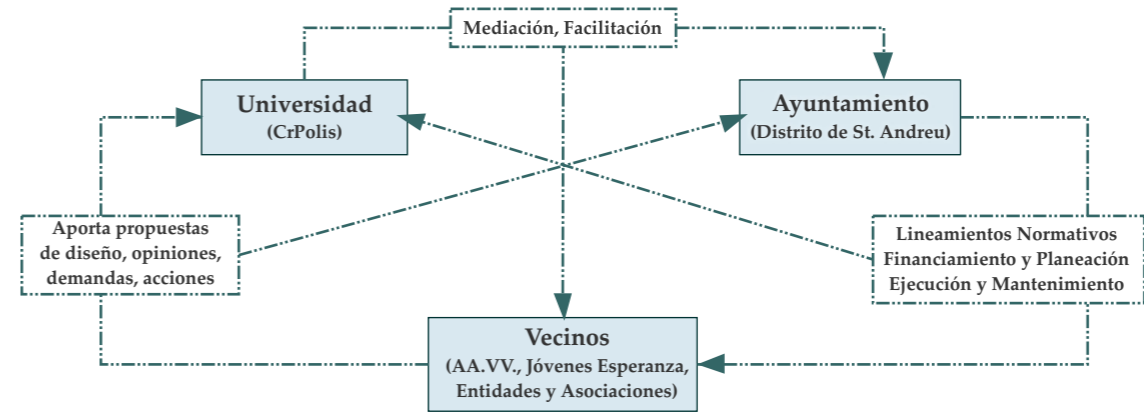 Mediación, Facilitación
Universidad
(CrPolis)
Ayuntamiento
(Distrito de St. Andreu)
Aporta propuestas
de diseño, opiniones,
demandas, acciones
Lineamientos Normativos
Financiamiento y Planeación
Ejecución y Mantenimiento
Vecinos
(AA.VV., Jóvenes Esperanza,
Entidades y Asociaciones)